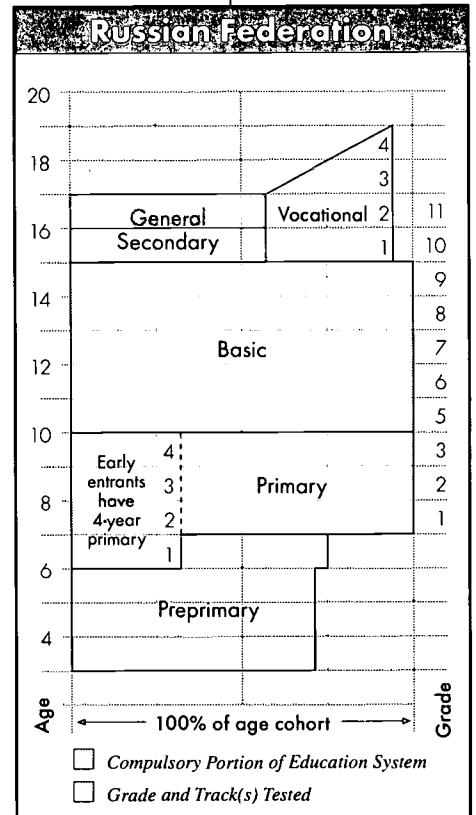 Russian Federation
20
18
16
14
12
10
8
6
4
Age
General
Secondary
Vocational
4
3
2
1
Basic
Early
entrants
have
4-year
primary
4
3
2
1
Primary
Preprimary
11
10
9
8
7
6
5
3
2
1
Grade
100% of age cohort
Compulsory Portion of Education System
Grade and Track(s) Tested